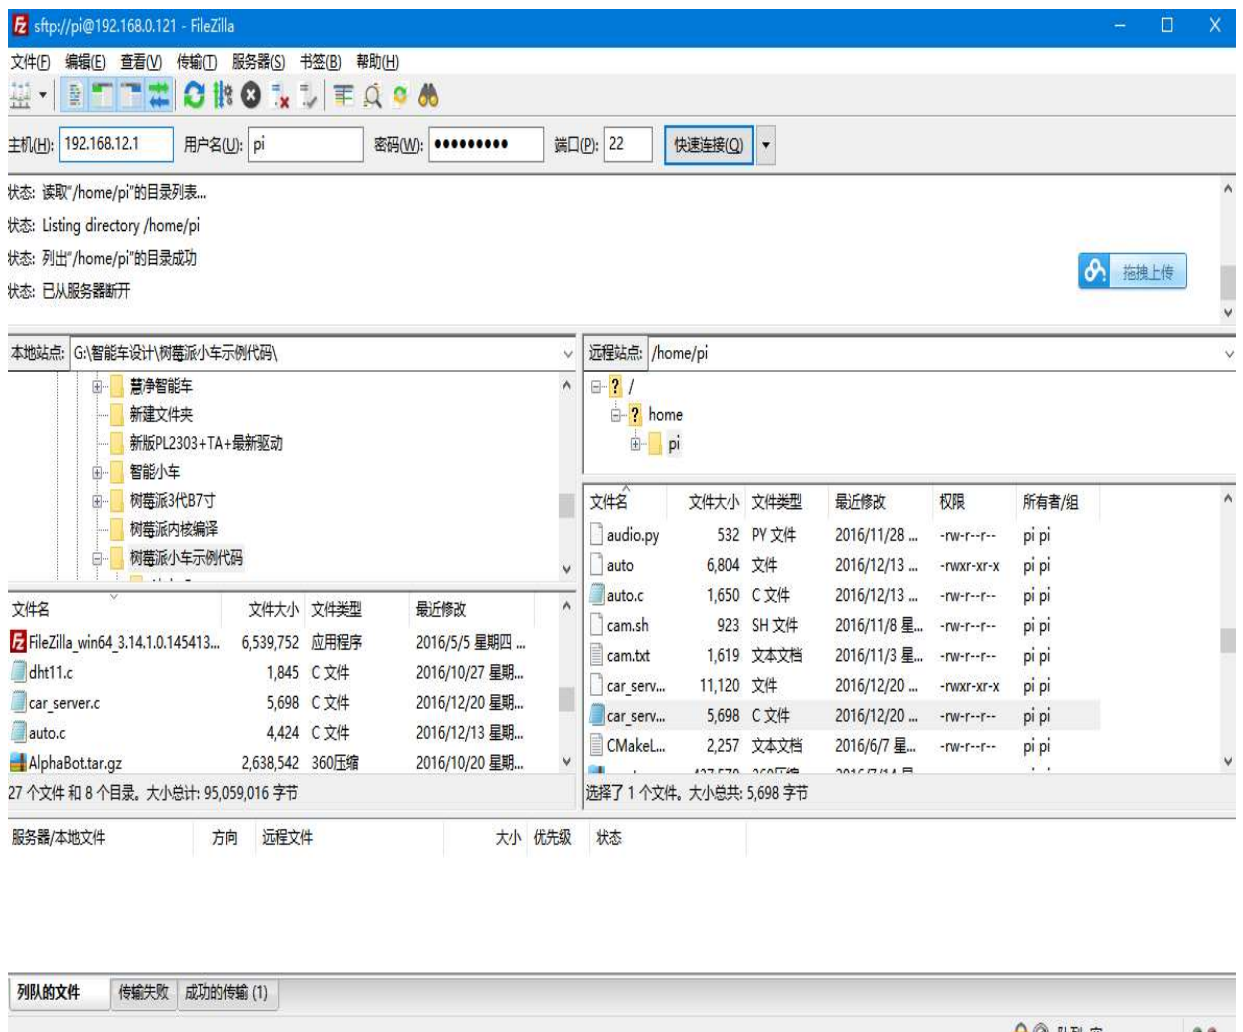 sftp://pi@192.168.0.121 - FileZilla
文件(F) 编辑(E) 查看(V) 传输(T) 服务器(S) 书签(B) 帮助(H)
主机(H): 192.168.12.1 用户名(U): pi 密码(W): ●●●●●●●●● 端口(P): 22 快速连接(Q)
状态: 读取"/home/pi"的目录列表...
状态: Listing directory /home/pi
状态: 列出"/home/pi"的目录成功
状态: 已从服务器断开
拖拽上传
本地站点: G:\智能车设计\树莓派小车示例代码\
慧净智能车
新建文件夹
新版PL2303+TA+最新驱动
智能小车
树莓派3代B7寸
树莓派内核编译
树莓派小车示例代码
文件名 文件大小 文件类型 最近修改
FileZilla_win64_3.14.1.0.145413... 6,539,752 应用程序 2016/5/5 星期四 ...
dht11.c 1,845 C 文件 2016/10/27 星期...
car_server.c 5,698 C 文件 2016/12/20 星期...
auto.c 4,424 C 文件 2016/12/13 星期...
AlphaBot.tar.gz 2,638,542 360压缩 2016/10/20 星期...
27 个文件 和 8 个目录。大小总计: 95,059,016 字节
远程站点: /home/pi
? /
? home
pi
文件名 文件大小 文件类型 最近修改 权限 所有者/组
audio.py 532 PY 文件 2016/11/28 ... -rw-r--r-- pi pi
auto 6,804 文件 2016/12/13 ... -rwxr-xr-x pi pi
auto.c 1,650 C 文件 2016/12/13 ... -rw-r--r-- pi pi
cam.sh 923 SH 文件 2016/11/8 星... -rw-r--r-- pi pi
cam.txt 1,619 文本文档 2016/11/3 星... -rw-r--r-- pi pi
car_serv... 11,120 文件 2016/12/20 ... -rwxr-xr-x pi pi
car_serv... 5,698 C 文件 2016/12/20 ... -rw-r--r-- pi pi
CMakeL... 2,257 文本文档 2016/6/7 星... -rw-r--r-- pi pi
选择了 1 个文件。大小总共: 5,698 字节
服务器/本地文件 方向 远程文件 大小 优先级 状态
列队的文件 传输失败 成功的传输 (1)